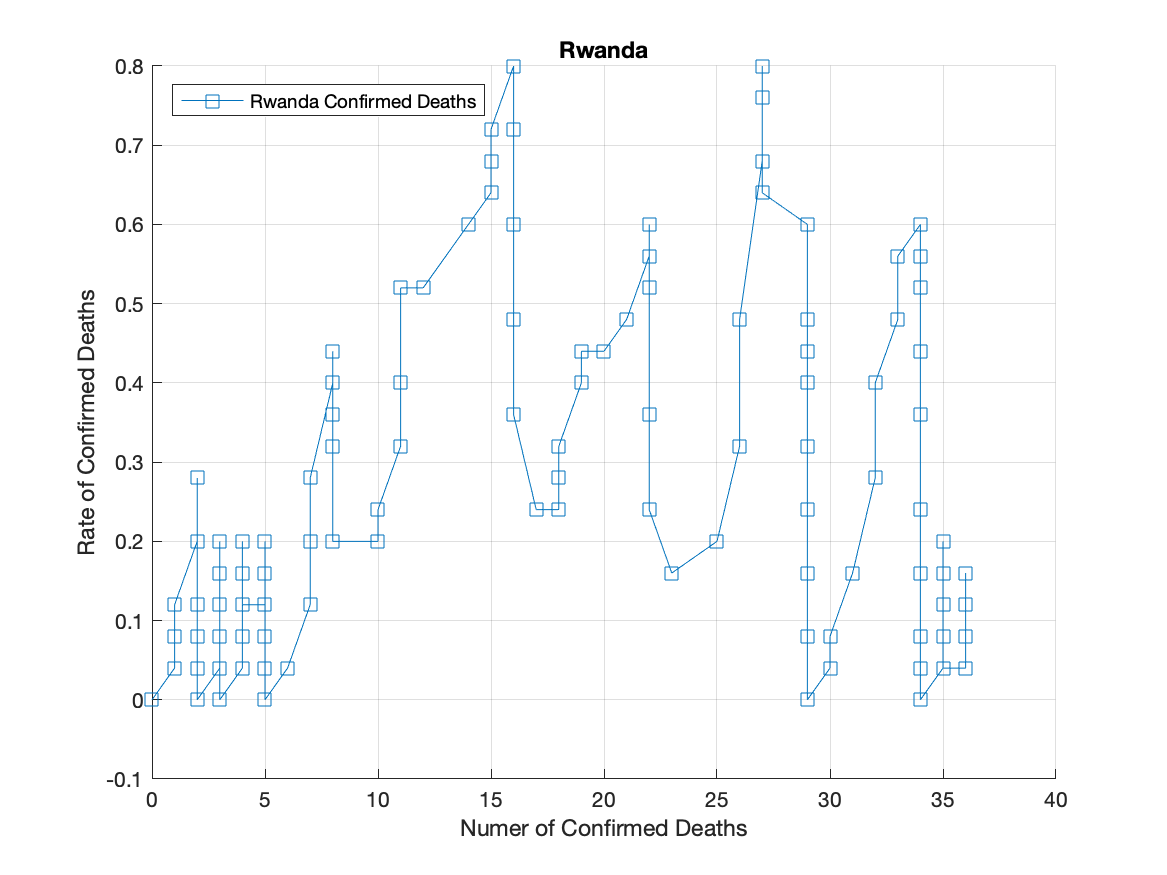 Rwanda
Rwanda Confirmed Deaths
Rate of Confirmed Deaths
0.8
0.7
0.6
0.5
0.4
0.3
0.2
0.1
0
-0.1
0 5 10 15 20 25 30 35 40
Numer of Confirmed Deaths